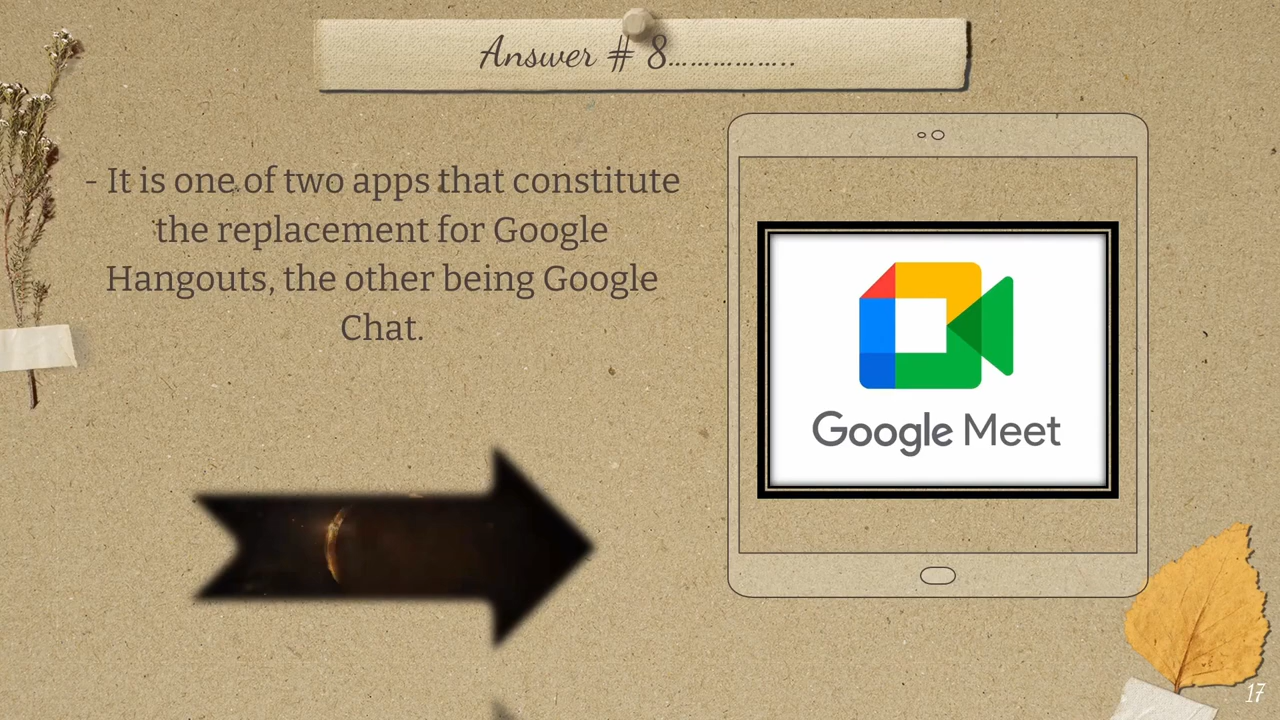 Answer # 8................
- It is one of two apps that constitute
the replacement for Google
Hangouts, the other being Google
Chat.
Google Meet
17